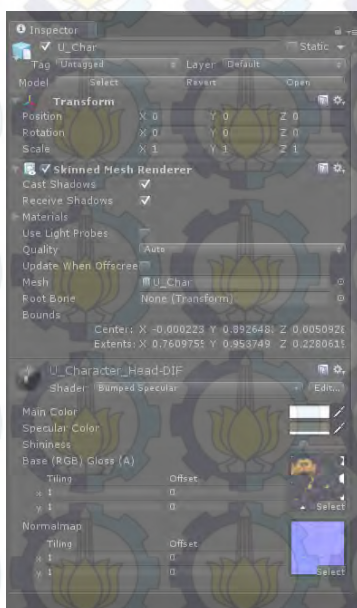 Inspector
U_Char Static
Tag Untagged Layer Default
Model Select Revert Open
Transform
Position X 0 Y 0 Z 0
Rotation X 0 Y 0 Z 0
Scale X 1 Y 1 Z 1
Skinned Mesh Renderer
Cast Shadows
Receive Shadows
Materials
Use Light Probes
Quality Auto
Update When Offscree
Mesh U_Char
Root Bone None (Transform)
Bounds
Center: X -0.000223 Y 0.892648 Z 0.0050920
Extents: X 0.7609755 Y 0.953749 Z 0.2280619
U_Character_Head-DIF
Shader Bumped Specular Edit...
Main Color
Specular Color
Shininess
Base (RGB) Gloss (A)
Tiling Offset
x 1 0
y 1 0 Select
Normalmap
Tiling Offset
x 1 0
y 1 0 Select